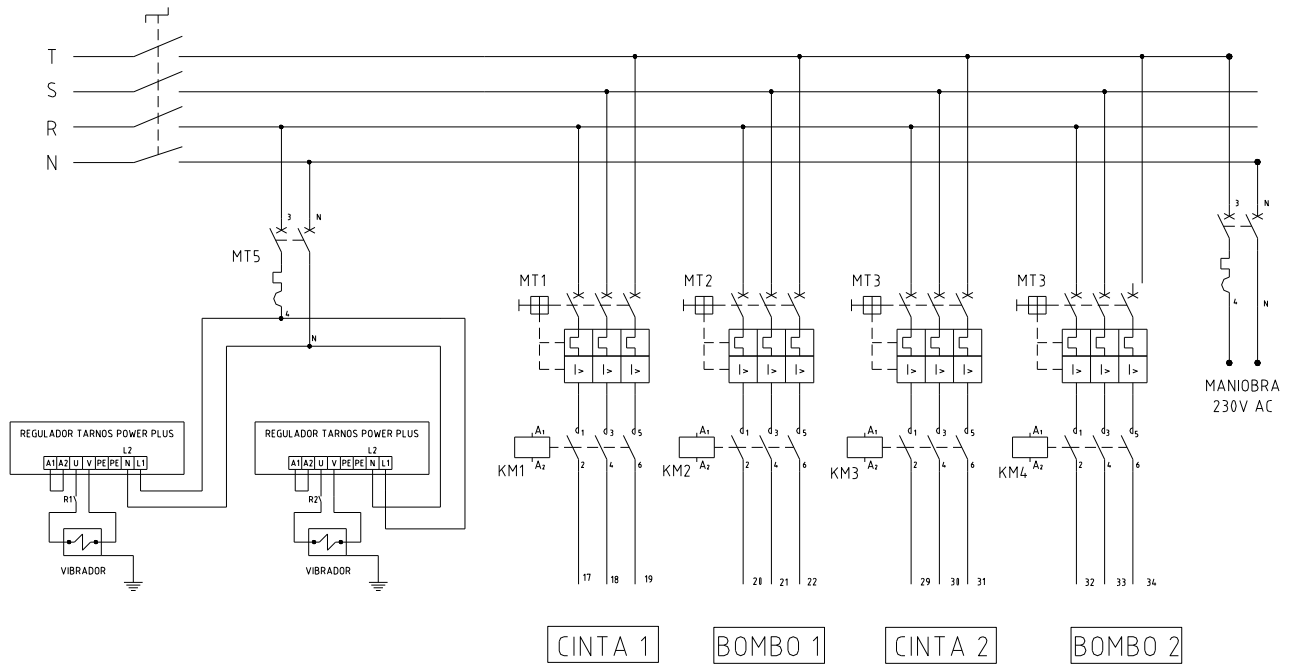 T
S
R
N
3 N
MT5
4
N
MT1
MT2
MT3
MT3
3 N
4 N
I> I> I>
I> I> I>
I> I> I>
I> I> I>
MANIOBRA
230V AC
REGULADOR TARNOS POWER PLUS
L2
A1 A2 U V PE PE N L1
R1
VIBRADOR
REGULADOR TARNOS POWER PLUS
L2
A1 A2 U V PE PE N L1
R2
VIBRADOR
A1 1 3 5
A2 2 4 6
KM1
A1 1 3 5
A2 2 4 6
KM2
A1 1 3 5
A2 2 4 6
KM3
A1 1 3 5
A2 2 4 6
KM4
17 18 19
20 21 22
29 30 31
32 33 34
CINTA 1
BOMBO 1
CINTA 2
BOMBO 2